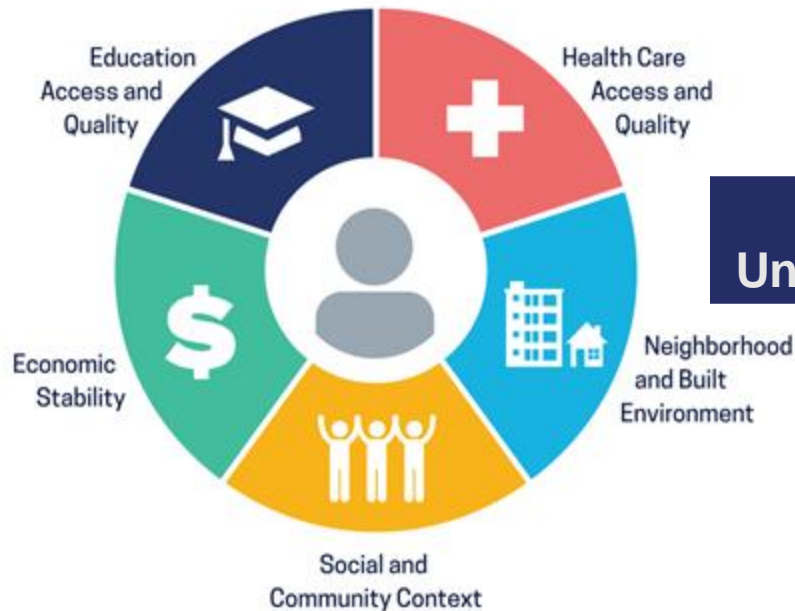 Education
Access and
Quality
Health Care
Access and
Quality
Un
$
Economic
Stability
Neighborhood
and Built
Environment
Social and
Community Context